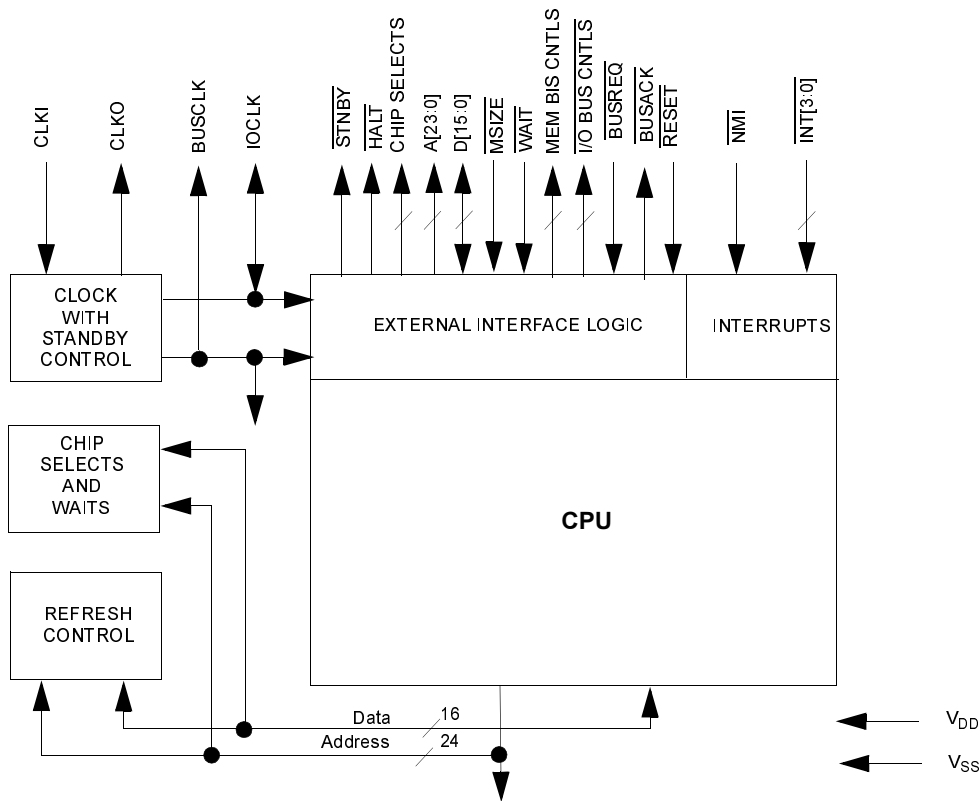 CLKI
CLKO
BUSCLK
IOCLK
STNBY
HALT
CHIP SELECTS
A[23:0]
D[15:0]
MSIZE
WAIT
MEM BIS CNTLS
I/O BUS CNTLS
BUSREQ
BUSACK
RESET
NMI
INT[3:0]
CLOCK
WITH
STANDBY
CONTROL
EXTERNAL INTERFACE LOGIC
INTERRUPTS
CHIP
SELECTS
AND
WAITS
CPU
REFRESH
CONTROL
Data 16
Address 24
VDD
VSS